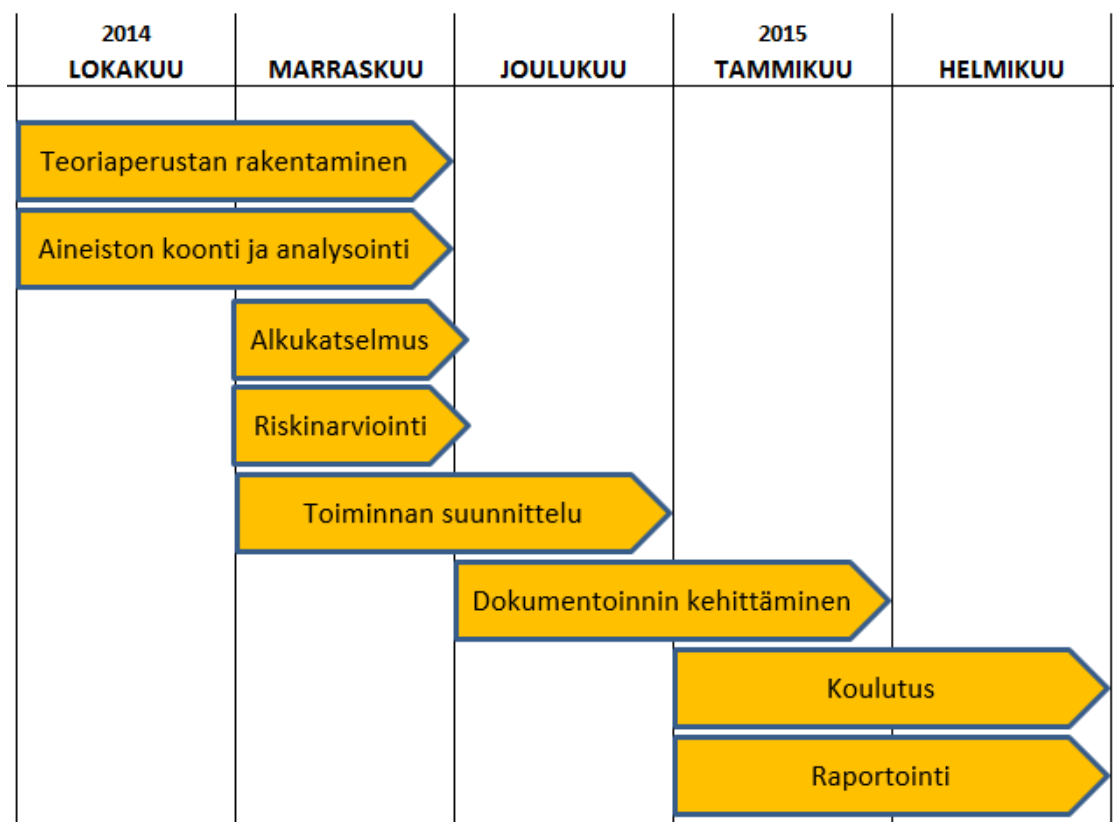 2014
LOKAKUU
MARRASKUU
JOULUKUU
2015
TAMMIKUU
HELMIKUU
Teoriaperustan rakentaminen
Aineiston koonti ja analysointi
Alkukatselmus
Riskinarviointi
Toiminnan suunnittelu
Dokumentoinnin kehittäminen
Koulutus
Raportointi